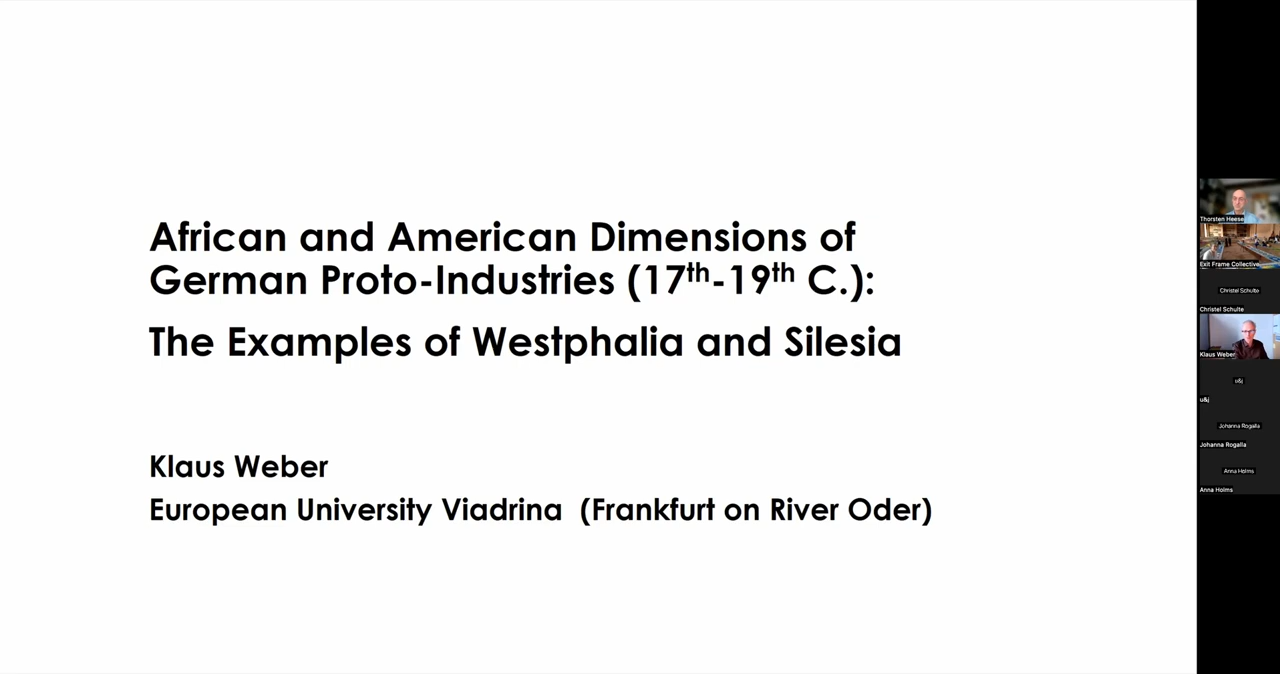 African and American Dimensions of
German Proto-Industries (17th-19th C.):
The Examples of Westphalia and Silesia
Klaus Weber
European University Viadrina (Frankfurt on River Oder)
Thorsten Heese
Exit Frame Collective
Christel Schulte
Christel Schulte
Klaus Weber
u&j
u&j
Johanna Rogalla
Johanna Rogalla
Anna Holms
Anna Holms